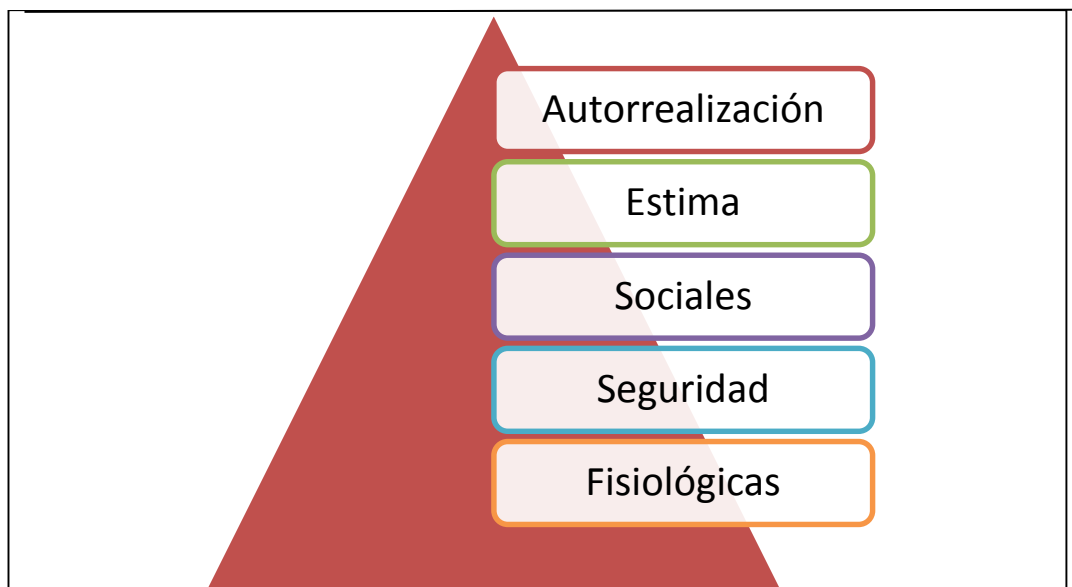 Autorrealización
Estima
Sociales
Seguridad
Fisiológicas